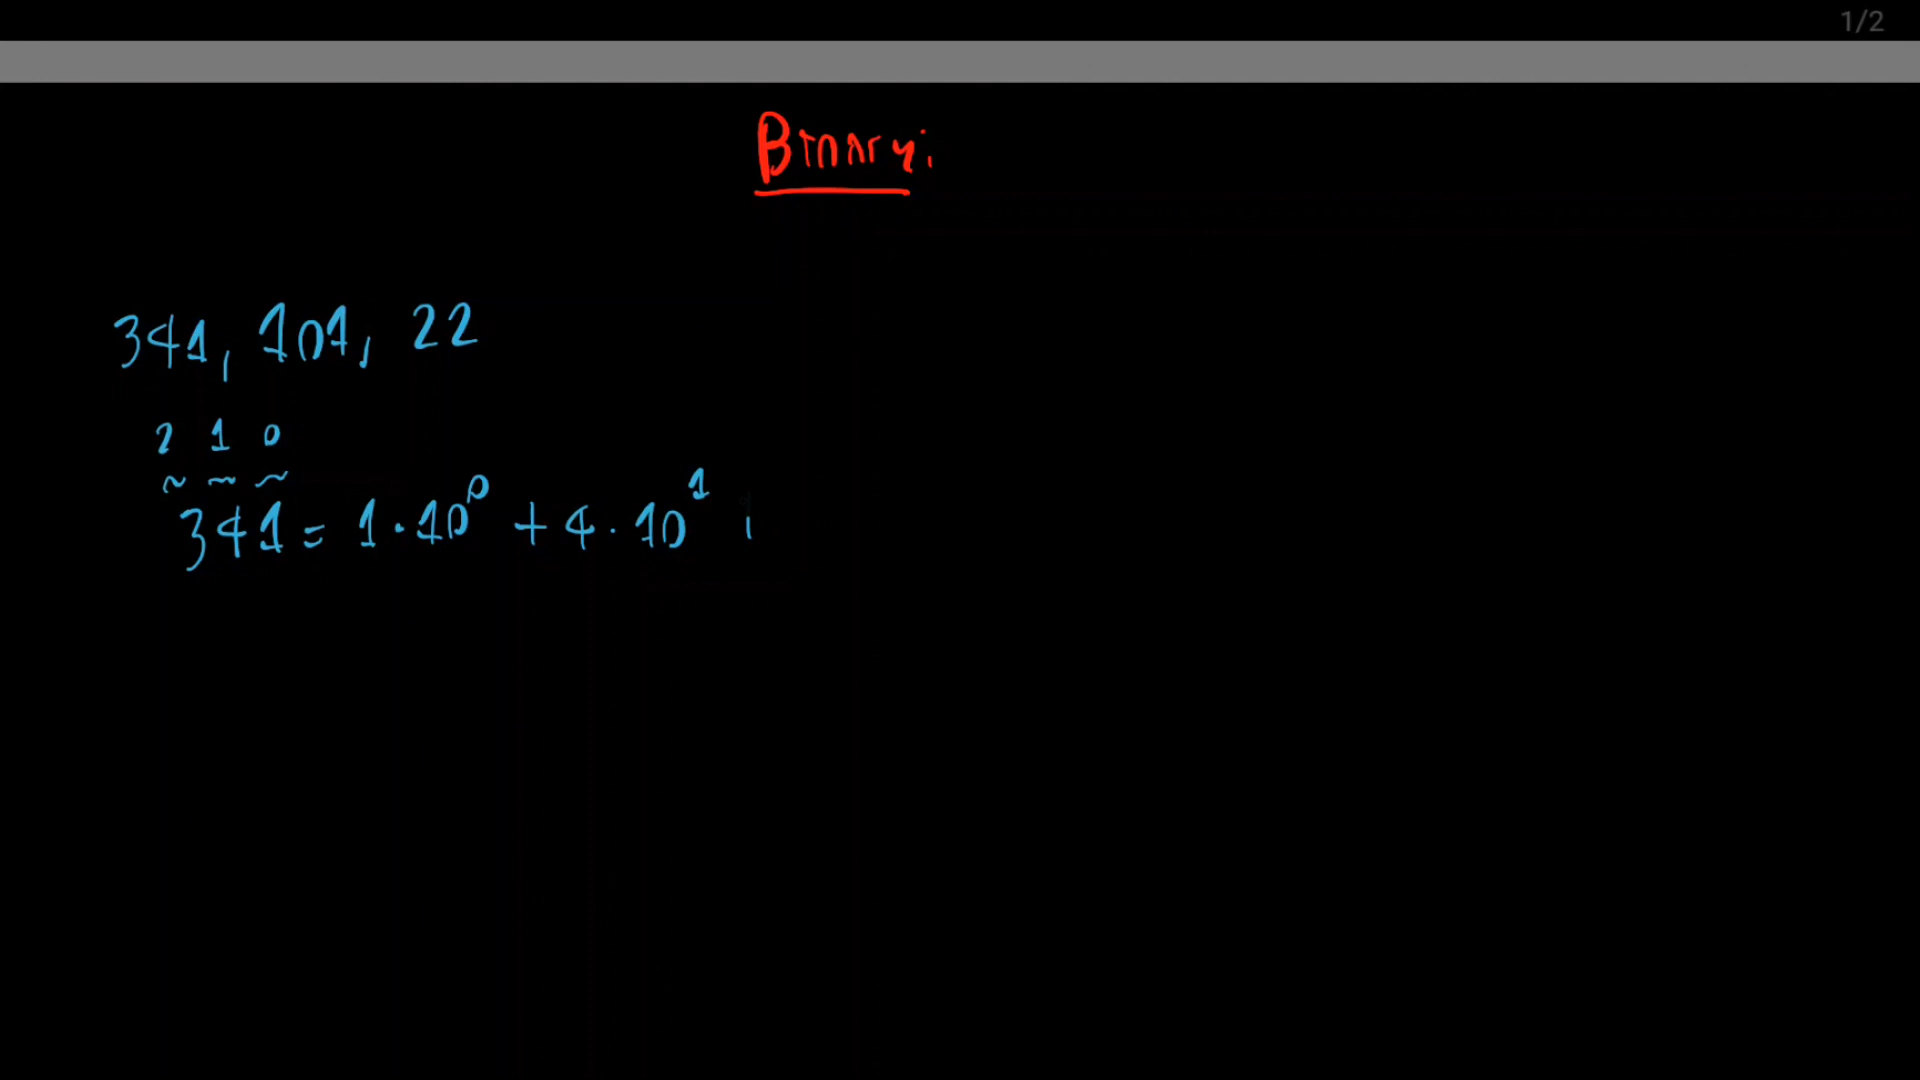 1/2
Binary:
341, 101, 22
2 1 0
~ ~ ~
341 = 1 · 10⁰ + 4 · 10¹